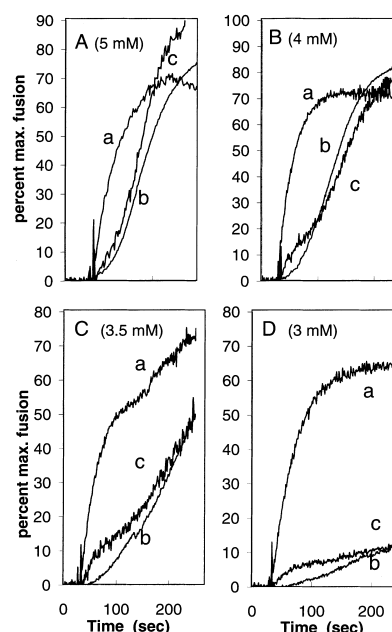 A (5 mM)
percent max. fusion
90
80
70
60
50
40
30
20
10
0
a
b
c
B (4 mM)
100
90
80
70
60
50
40
30
20
10
0
a
b
c
C (3.5 mM)
percent max. fusion
80
70
60
50
40
30
20
10
0
a
c
b
0 100 200
Time (sec)
D (3 mM)
80
70
60
50
40
30
20
10
0
a
c
b
0 100 200
Time (sec)